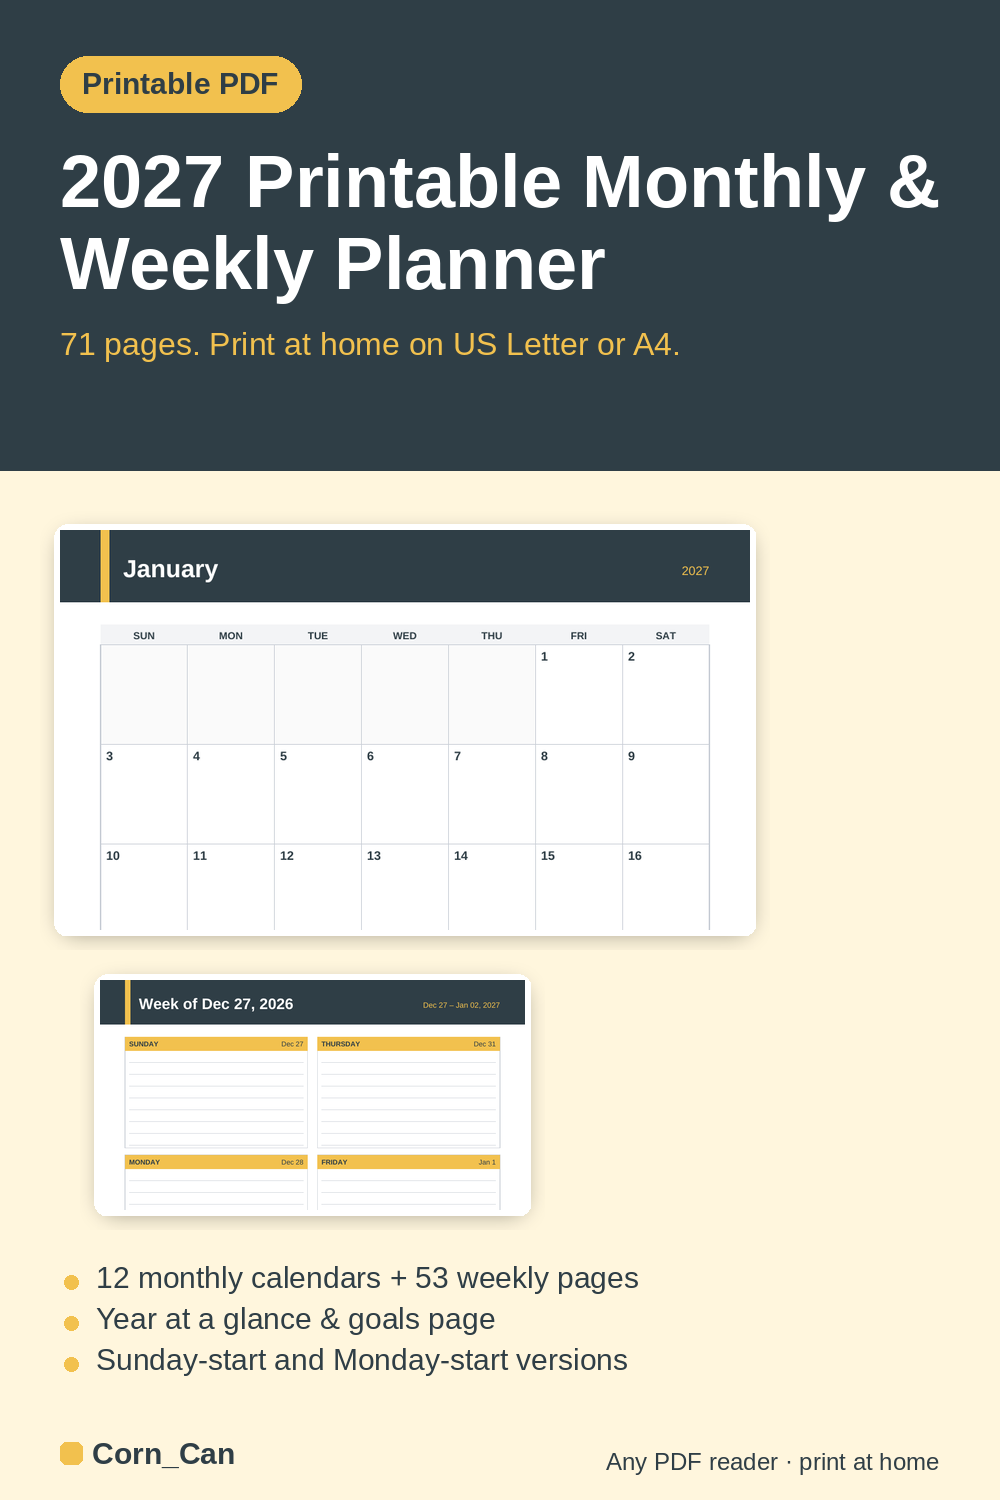 Printable PDF
2027 Printable Monthly &
Weekly Planner
71 pages. Print at home on US Letter or A4.
January
2027
SUN MON TUE WED THU FRI SAT
1 2
3 4 5 6 7 8 9
10 11 12 13 14 15 16
Week of Dec 27, 2026
Dec 27 – Jan 02, 2027
SUNDAY Dec 27
THURSDAY Dec 31
MONDAY Dec 28
FRIDAY Jan 1
12 monthly calendars + 53 weekly pages
Year at a glance & goals page
Sunday-start and Monday-start versions
Corn_Can
Any PDF reader · print at home